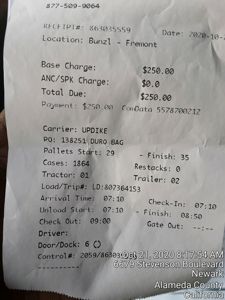 877-509-9064
RECEIPT#: 863035559
Date: 2020-10-
Location: Bunzl - Fremont
Base Charge: $250.00
ANC/SPK Charge: $0.0
Total Due: $250.00
Payment: $250.00 ComData 5578700212
Carrier: UPDIKE
PO: 138251 DURO BAG
Pallets Start: 29 - Finish: 35
Cases: 1864 Restacks: 0
Tractor: 01 Trailer: 02
Load/Trip#: LD:807364153
Arrival Time: 07:10 Check-In: 07:10
Unload Start: 07:10 - Finish: 08:50
Check Out: 09:00 Gate Out:
Driver:
Door/Dock: 6 ()
Control#: 2059/86303
21, 2020 8:17:54 AM
6579 Stevenson Boulevard
Newark
Alameda County
California